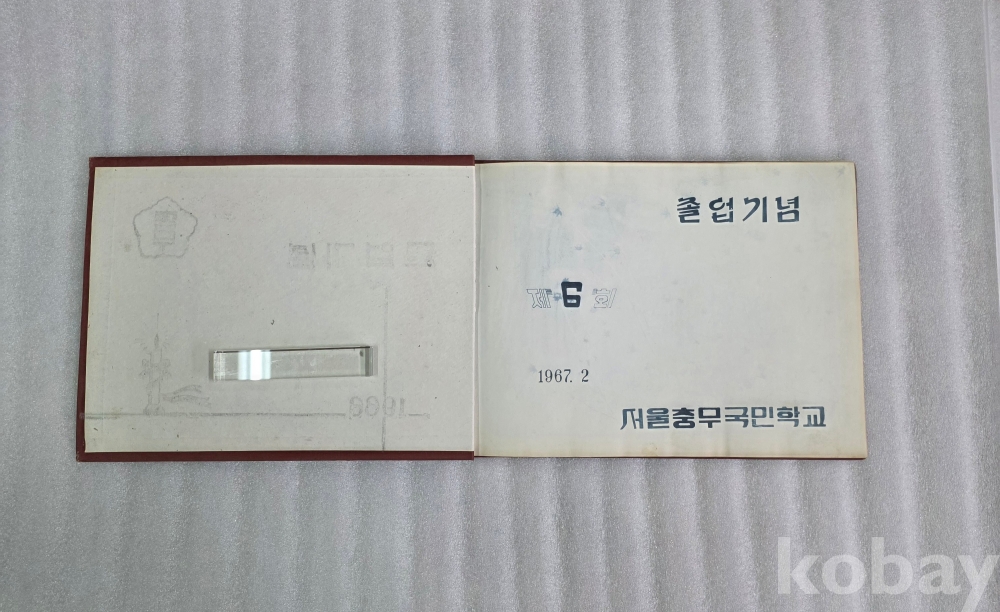 졸업기념
제 6 회
1967. 2
서울충무국민학교
kobay